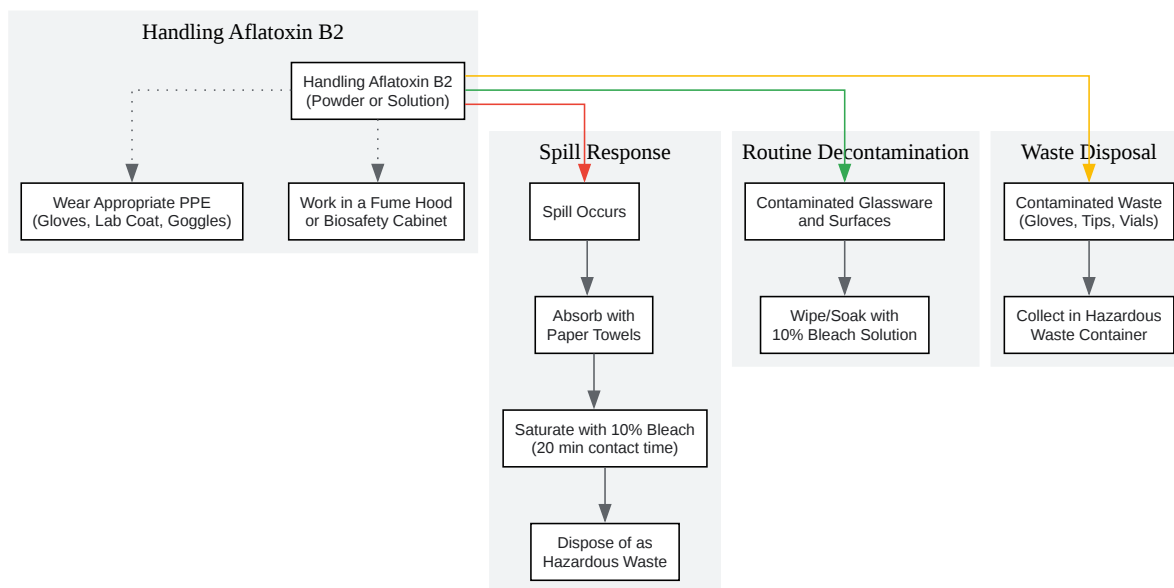 Handling Aflatoxin B2
Handling Aflatoxin B2
(Powder or Solution)
Wear Appropriate PPE
(Gloves, Lab Coat, Goggles)
Work in a Fume Hood
or Biosafety Cabinet
Spill Response
Spill Occurs
Absorb with
Paper Towels
Saturate with 10% Bleach
(20 min contact time)
Dispose of as
Hazardous Waste
Routine Decontamination
Contaminated Glassware
and Surfaces
Wipe/Soak with
10% Bleach Solution
Waste Disposal
Contaminated Waste
(Gloves, Tips, Vials)
Collect in Hazardous
Waste Container